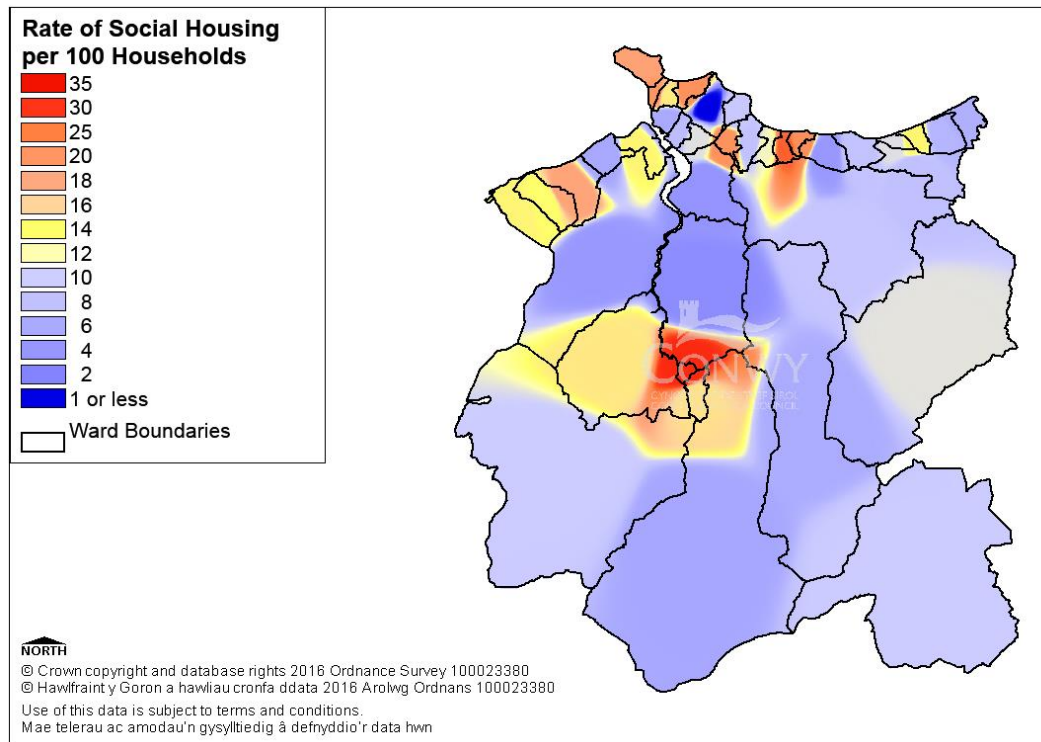 Rate of Social Housing
per 100 Households
35
30
25
20
18
16
14
12
10
8
6
4
2
1 or less
Ward Boundaries
CONWY
COUNCIL
NORTH
© Crown copyright and database rights 2016 Ordnance Survey 100023380
© Hawlfraint y Goron a hawliau cronfa ddata 2016 Arolwg Ordnans 100023380
Use of this data is subject to terms and conditions.
Mae telerau ac amodau'n gysylltiedig â defnyddio'r data hwn